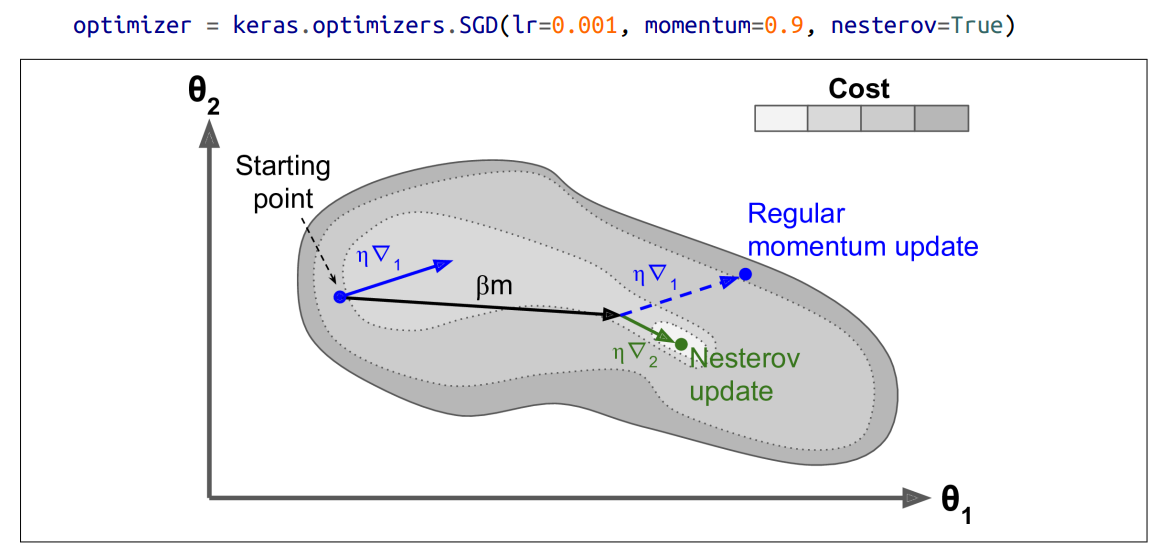 optimizer = keras.optimizers.SGD(lr=0.001, momentum=0.9, nesterov=True)
θ2
Cost
Starting
point
Regular
momentum update
η∇1
η∇1
βm
η∇2
Nesterov
update
θ1